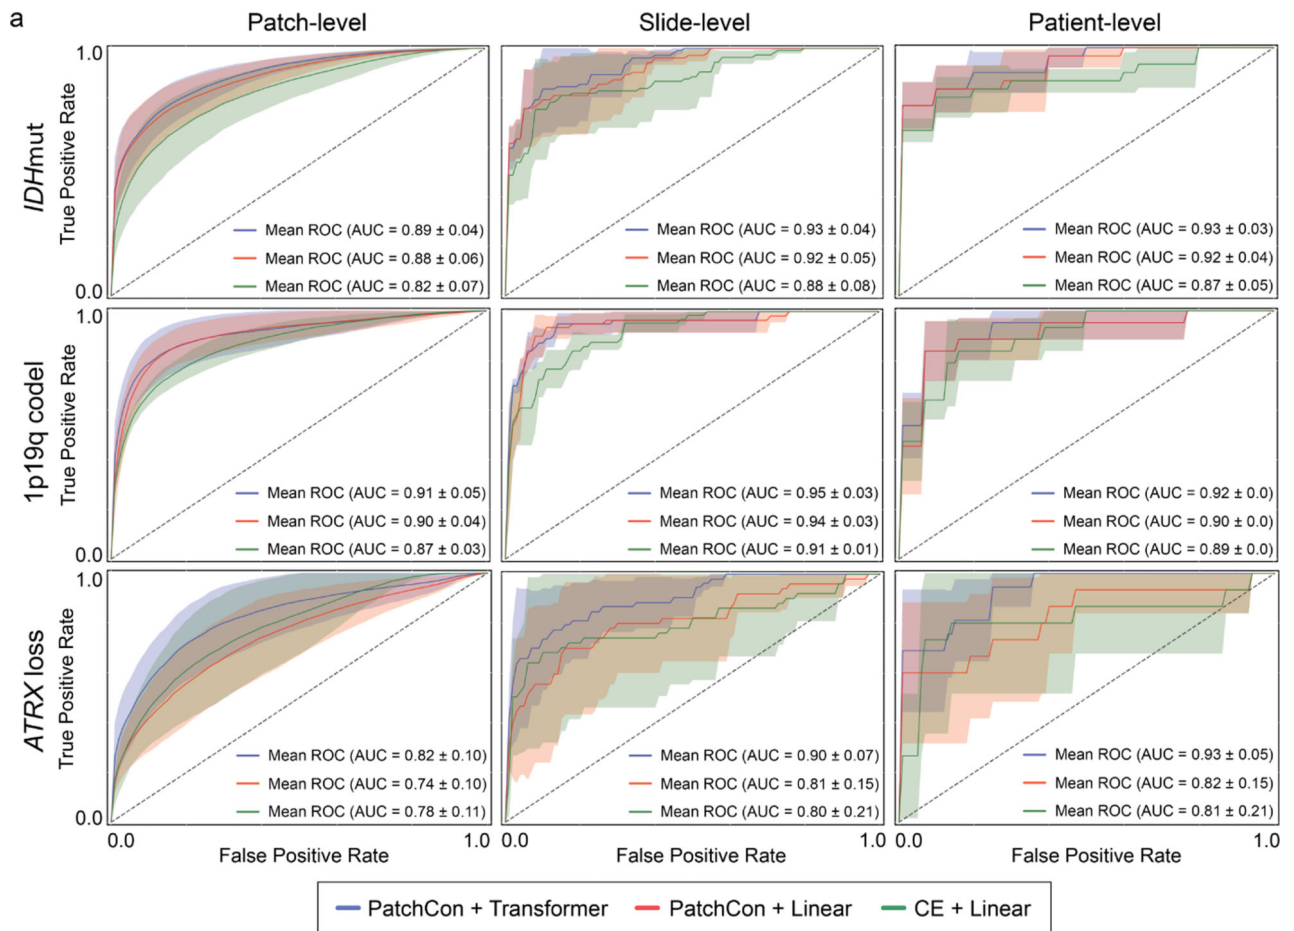 a
Patch-level
Slide-level
Patient-level
IDHmut
True Positive Rate
1.0
0.0
Mean ROC (AUC = 0.89 ± 0.04)
Mean ROC (AUC = 0.88 ± 0.06)
Mean ROC (AUC = 0.82 ± 0.07)
Mean ROC (AUC = 0.93 ± 0.04)
Mean ROC (AUC = 0.92 ± 0.05)
Mean ROC (AUC = 0.88 ± 0.08)
Mean ROC (AUC = 0.93 ± 0.03)
Mean ROC (AUC = 0.92 ± 0.04)
Mean ROC (AUC = 0.87 ± 0.05)
1p19q codel
True Positive Rate
1.0
0.0
Mean ROC (AUC = 0.91 ± 0.05)
Mean ROC (AUC = 0.90 ± 0.04)
Mean ROC (AUC = 0.87 ± 0.03)
Mean ROC (AUC = 0.95 ± 0.03)
Mean ROC (AUC = 0.94 ± 0.03)
Mean ROC (AUC = 0.91 ± 0.01)
Mean ROC (AUC = 0.92 ± 0.0)
Mean ROC (AUC = 0.90 ± 0.0)
Mean ROC (AUC = 0.89 ± 0.0)
ATRX loss
True Positive Rate
1.0
0.0
Mean ROC (AUC = 0.82 ± 0.10)
Mean ROC (AUC = 0.74 ± 0.10)
Mean ROC (AUC = 0.78 ± 0.11)
Mean ROC (AUC = 0.90 ± 0.07)
Mean ROC (AUC = 0.81 ± 0.15)
Mean ROC (AUC = 0.80 ± 0.21)
Mean ROC (AUC = 0.93 ± 0.05)
Mean ROC (AUC = 0.82 ± 0.15)
Mean ROC (AUC = 0.81 ± 0.21)
0.0
1.0
0.0
1.0
0.0
1.0
False Positive Rate
False Positive Rate
False Positive Rate
PatchCon + Transformer
PatchCon + Linear
CE + Linear